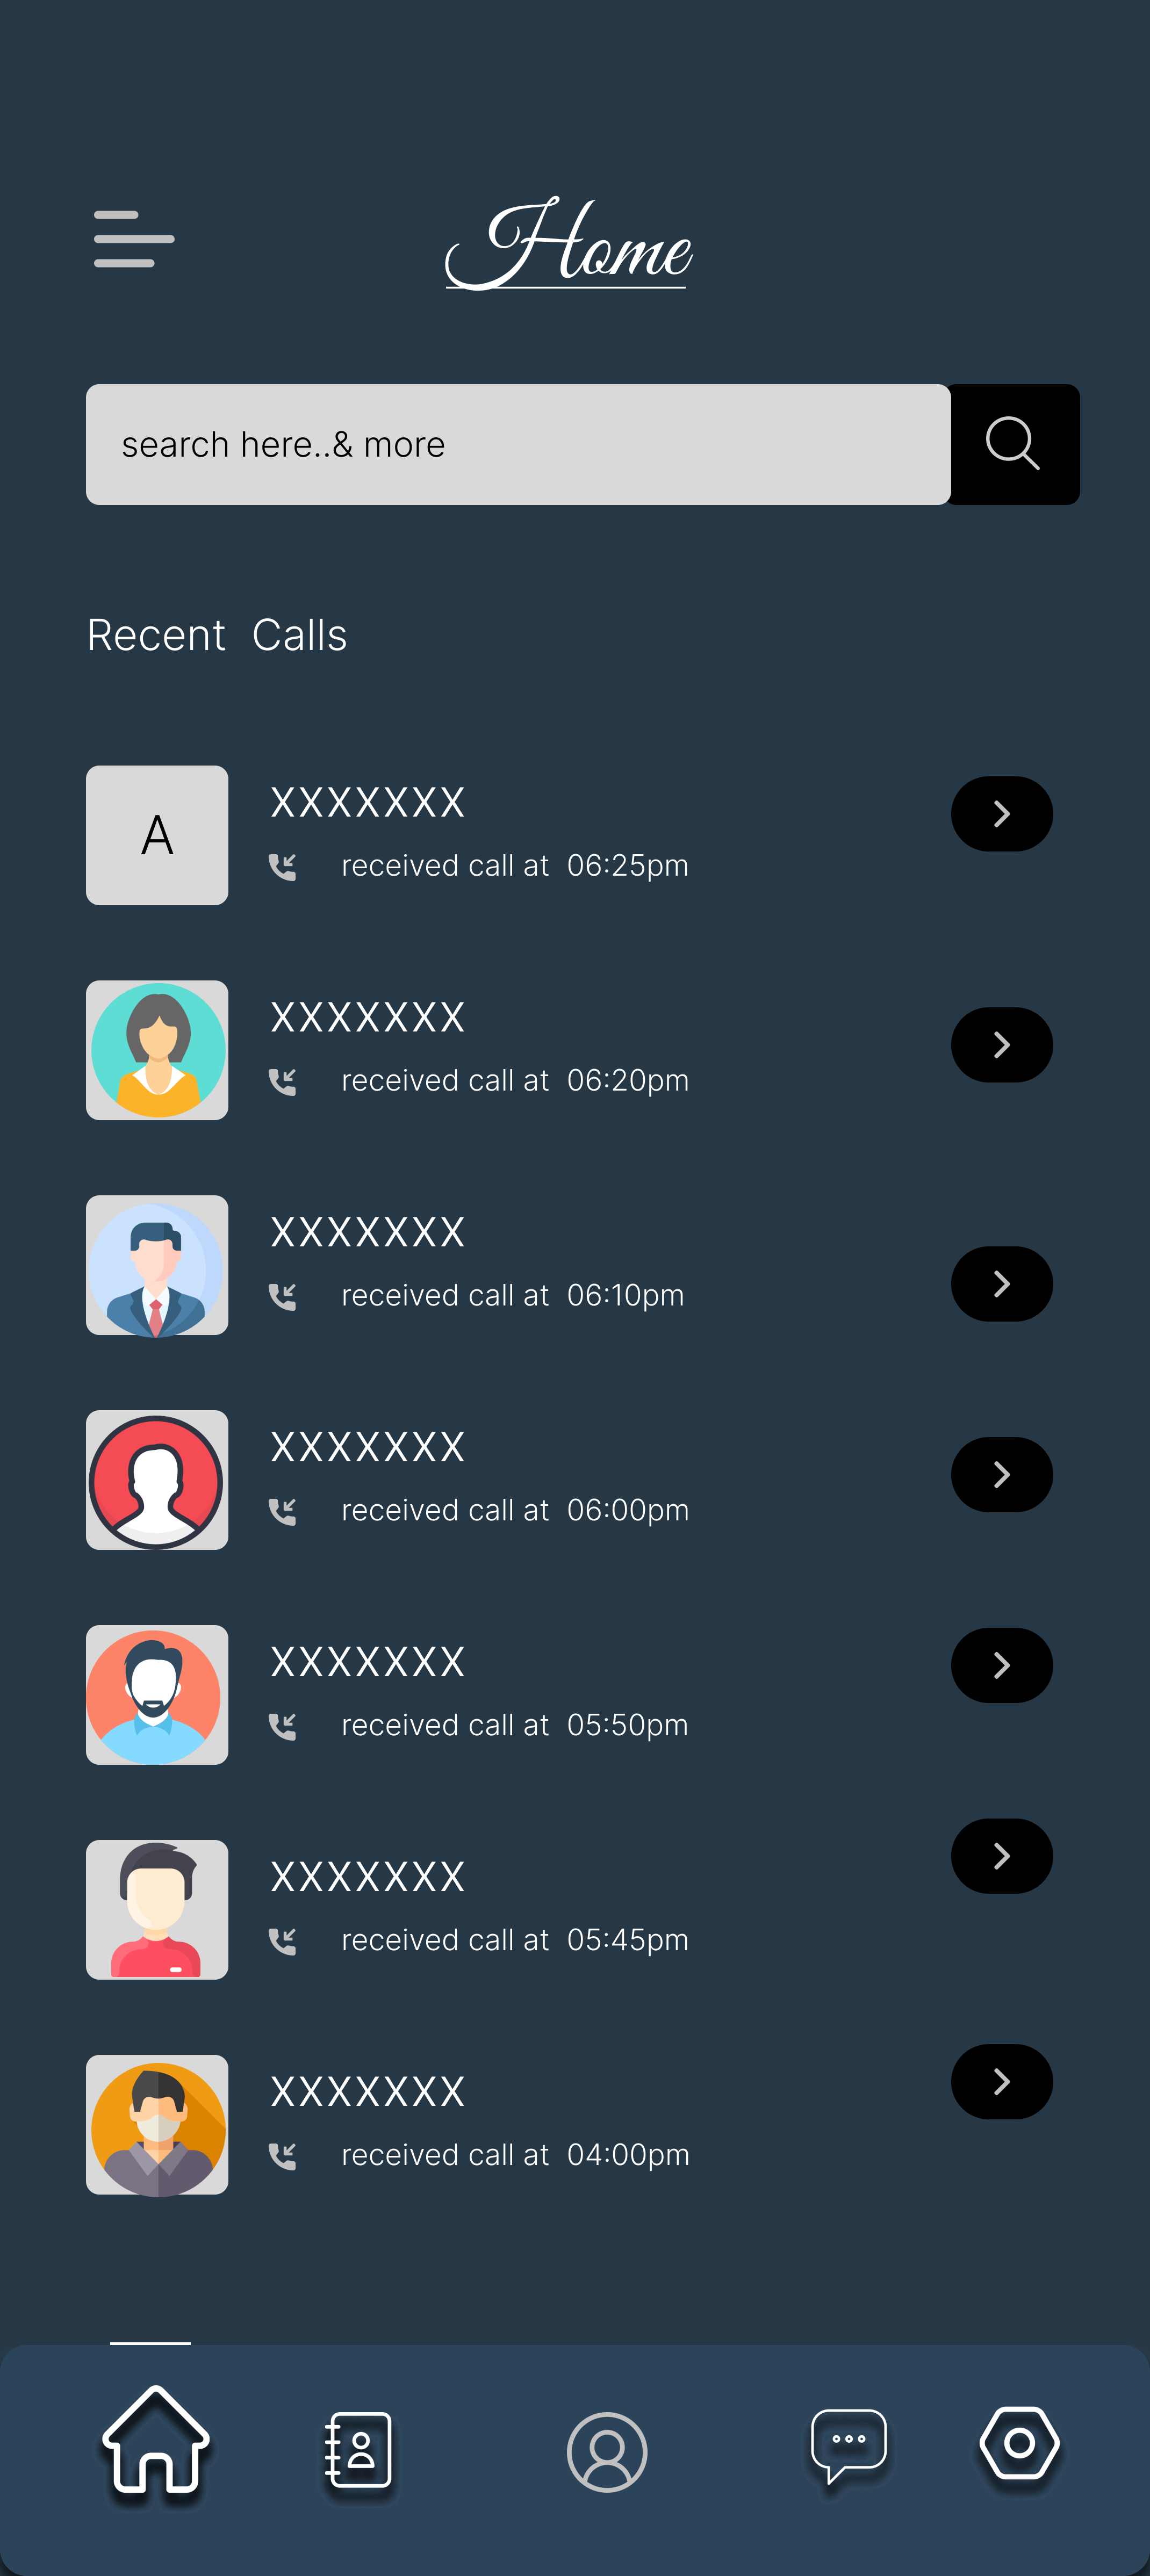 Home
search here..& more
Recent Calls
A
XXXXXXX
received call at 06:25pm
XXXXXXX
received call at 06:20pm
XXXXXXX
received call at 06:10pm
XXXXXXX
received call at 06:00pm
XXXXXXX
received call at 05:50pm
XXXXXXX
received call at 05:45pm
XXXXXXX
received call at 04:00pm